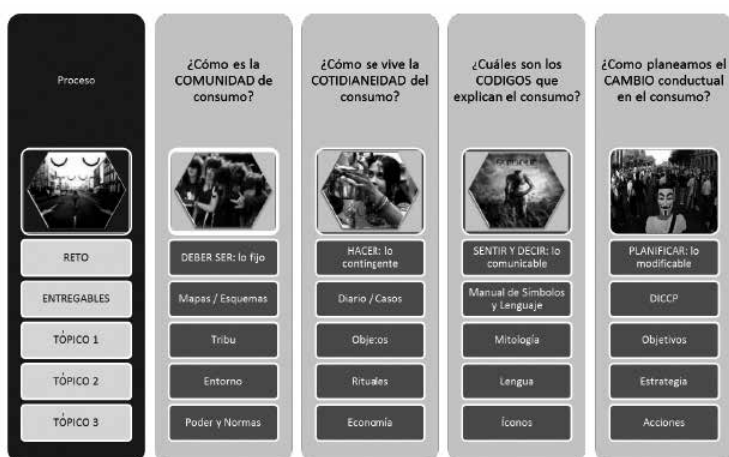 Proceso
¿Cómo es la
COMUNIDAD de
consumo?
¿Cómo se vive la
COTIDIANEIDAD del
consumo?
¿Cuáles son los
CODIGOS que
explican el consumo?
¿Como planeamos el
CAMBIO conductual
en el consumo?
RETO
DEBER SER: lo fijo
HACER: lo
contingente
SENTIR Y DECIR: lo
comunicable
PLANIFICAR: lo
modificable
ENTREGABLES
Mapas / Esquemas
Diario / Casos
Manual de Símbolos
y Lenguaje
DICCP
TÓPICO 1
Tribu
Objetos
Mitología
Objetivos
TÓPICO 2
Entorno
Rituales
Lengua
Estrategia
TÓPICO 3
Poder y Normas
Economía
Íconos
Acciones